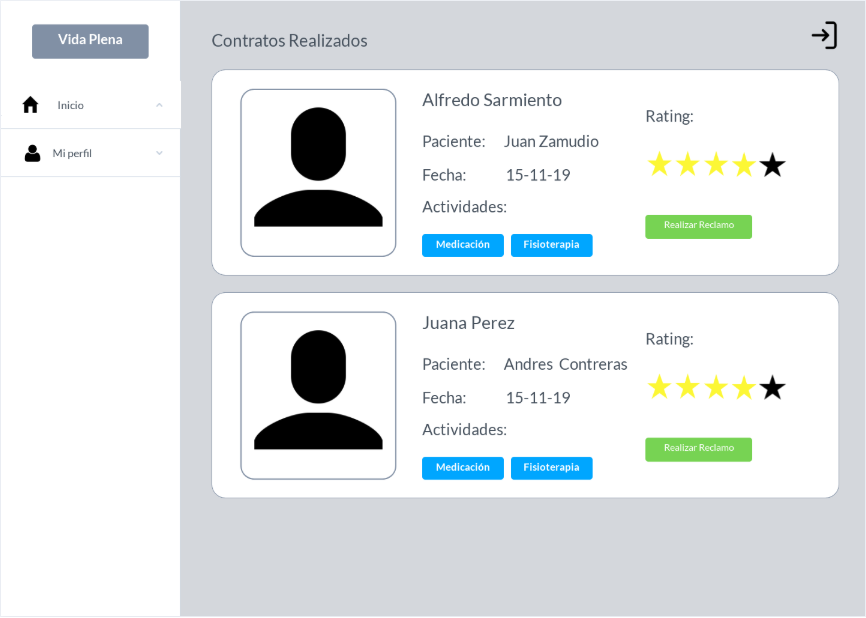 Vida Plena
Inicio
Mi perfil
Contratos Realizados
Alfredo Sarmiento
Paciente: Juan Zamudio
Fecha: 15-11-19
Actividades:
Medicación Fisioterapia
Rating:
Realizar Reclamo
Juana Perez
Paciente: Andres Contreras
Fecha: 15-11-19
Actividades:
Medicación Fisioterapia
Rating:
Realizar Reclamo